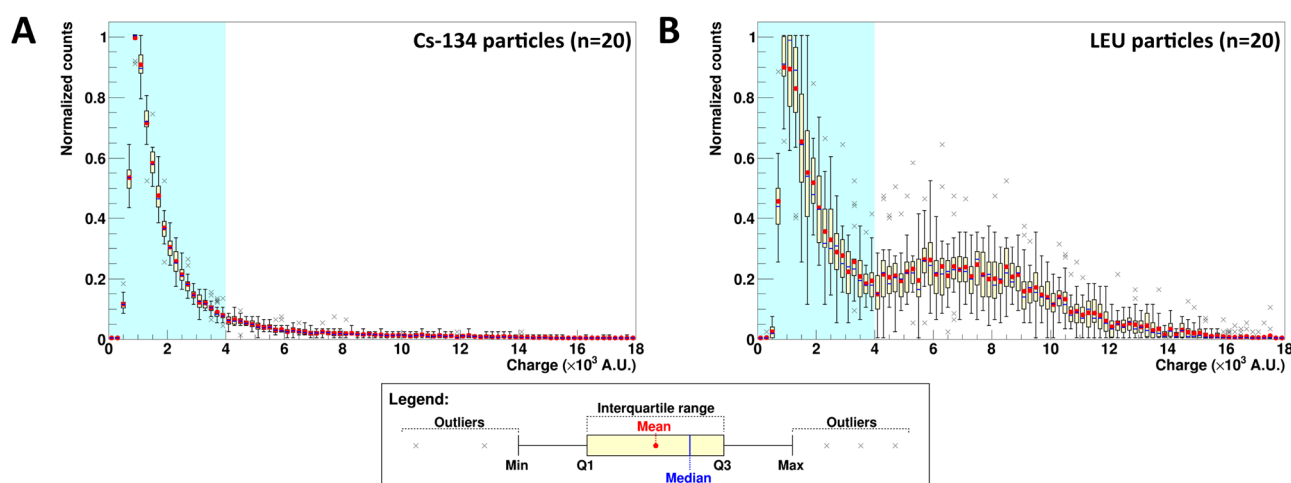 A
Cs-134 particles (n=20)
Normalized counts
1
0.8
0.6
0.4
0.2
0
0 2 4 6 8 10 12 14 16 18
Charge (×10³ A.U.)
B
LEU particles (n=20)
Normalized counts
1
0.8
0.6
0.4
0.2
0
0 2 4 6 8 10 12 14 16 18
Charge (×10³ A.U.)
Legend:
Interquartile range
Outliers
Mean
Outliers
Min
Q1
Q3
Max
Median